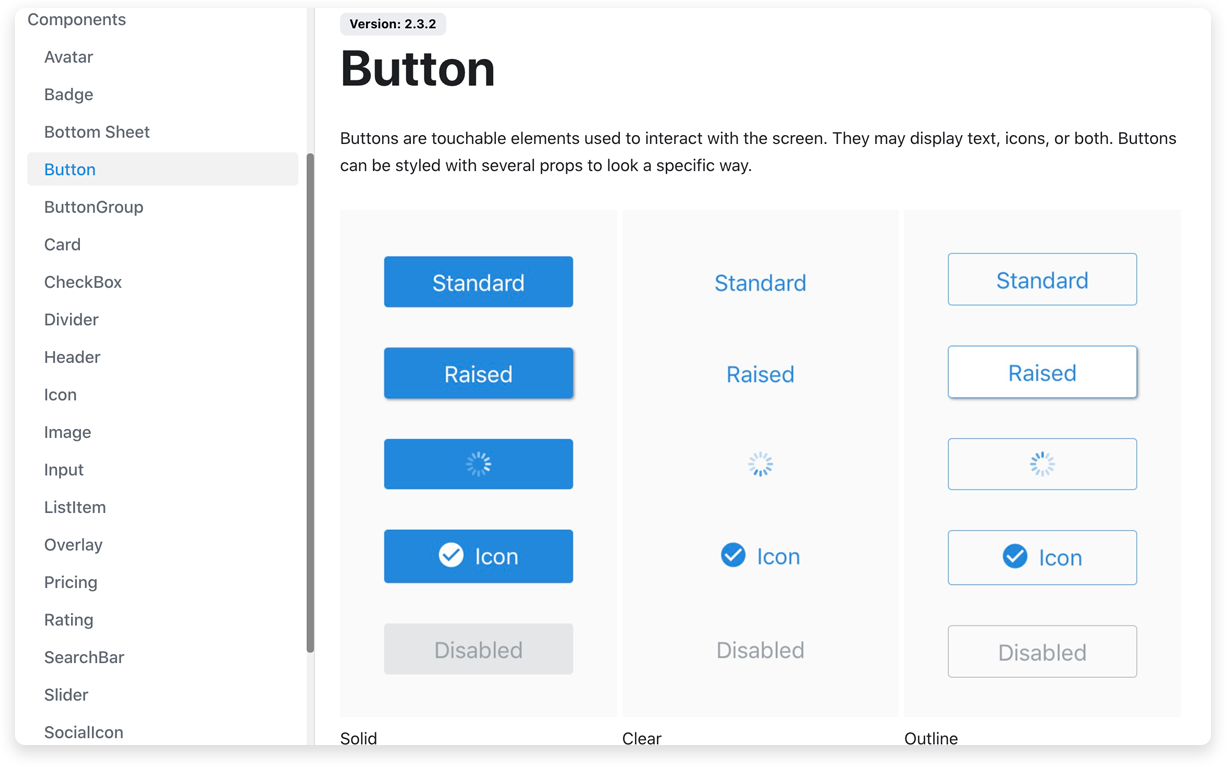 Components
Avatar
Badge
Bottom Sheet
Button
ButtonGroup
Card
CheckBox
Divider
Header
Icon
Image
Input
ListItem
Overlay
Pricing
Rating
SearchBar
Slider
SocialIcon
Version: 2.3.2
Button
Buttons are touchable elements used to interact with the screen. They may display text, icons, or both. Buttons
can be styled with several props to look a specific way.
Standard
Raised
Icon
Disabled
Solid
Standard
Raised
Icon
Disabled
Clear
Standard
Raised
Icon
Disabled
Outline